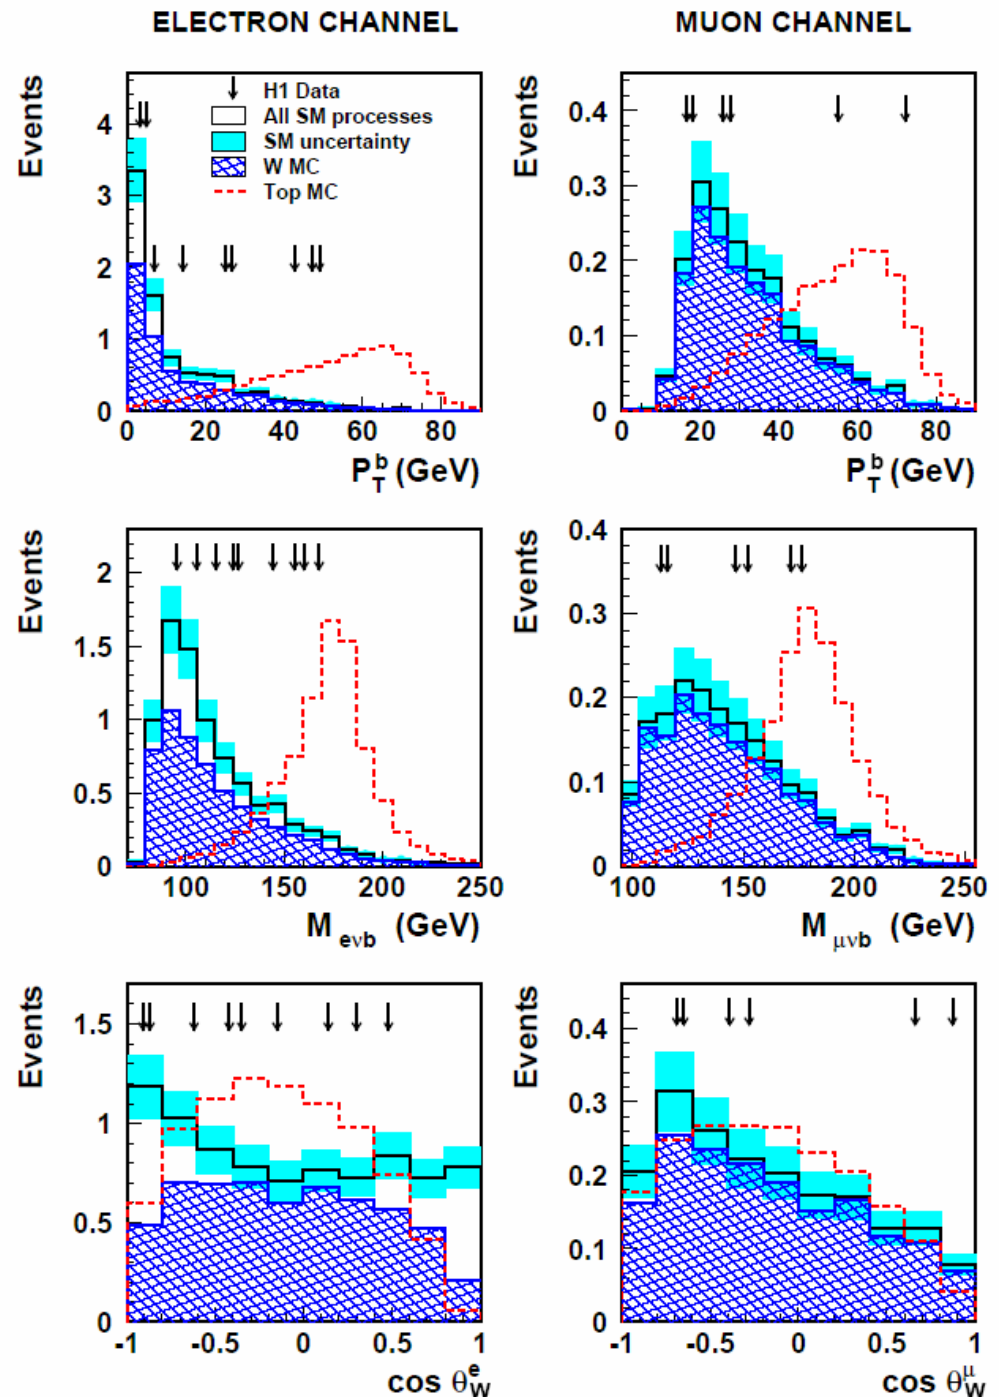 ELECTRON CHANNEL
MUON CHANNEL
Events
4
3
2
1
0
0 20 40 60 80
P_T^b (GeV)
H1 Data
All SM processes
SM uncertainty
W MC
Top MC
Events
0.4
0.3
0.2
0.1
0
0 20 40 60 80
P_T^b (GeV)
Events
2
1.5
1
0.5
0
100 150 200 250
M_eνb (GeV)
Events
0.4
0.3
0.2
0.1
0
100 150 200 250
M_μνb (GeV)
Events
1.5
1
0.5
0
-1 -0.5 0 0.5 1
cos θ_W^e
Events
0.4
0.3
0.2
0.1
0
-1 -0.5 0 0.5 1
cos θ_W^μ